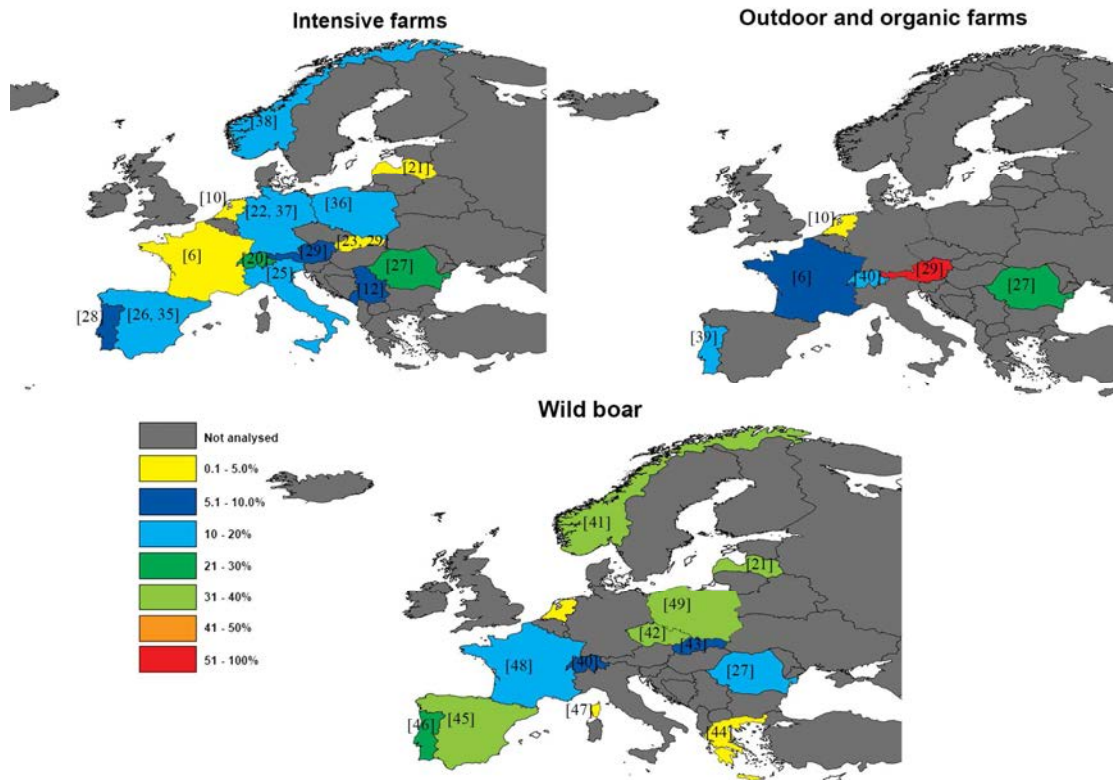 Intensive farms
[38]
[21]
[10]
[22, 37]
[36]
[6]
[20]
[29]
[23, 29]
[25]
[27]
[12]
[28]
[26, 35]
Outdoor and organic farms
[10]
[6]
[40]
[29]
[27]
[39]
Wild boar
Not analysed
0.1 - 5.0%
5.1 - 10.0%
10 - 20%
21 - 30%
31 - 40%
41 - 50%
51 - 100%
[41]
[21]
[49]
[42]
[43]
[48]
[40]
[27]
[47]
[46]
[45]
[44]